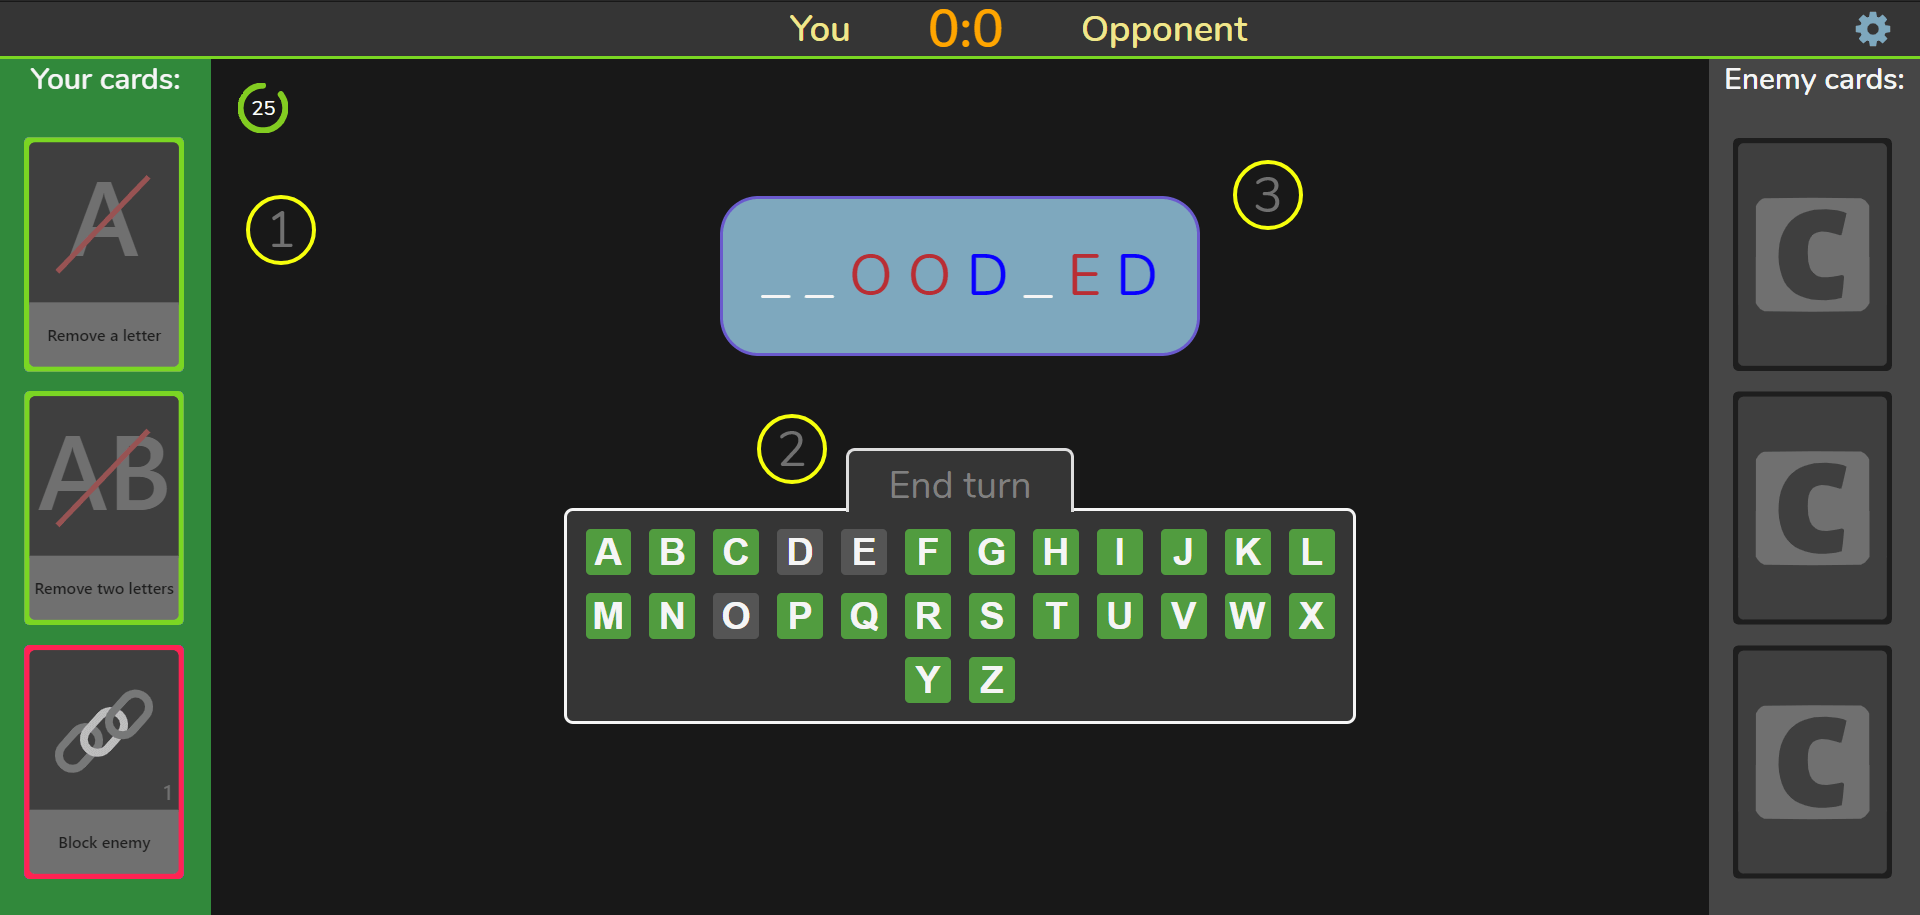 You 0:0 Opponent
Your cards:
Enemy cards:
25
1
3
A
C
_ _ O O D _ E D
Remove a letter
2
AB
C
End turn
A B C D E F G H I J K L
Remove two letters
M N O P Q R S T U V W X
Y Z
C
1
Block enemy